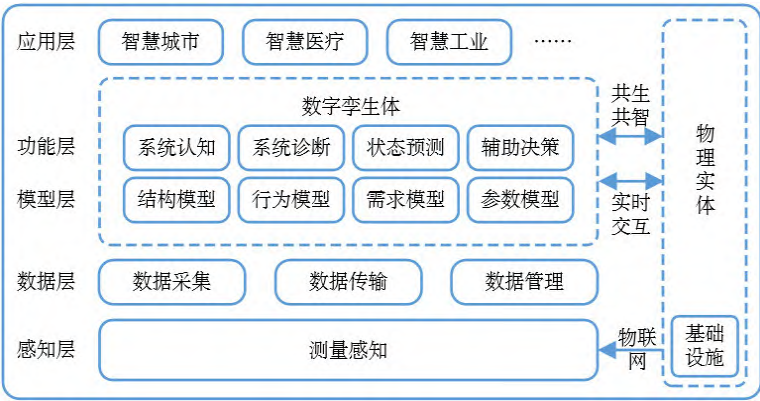 应用层 智慧城市 智慧医疗 智慧工业 ……
数字孪生体
共生
共智
功能层 系统认知 系统诊断 状态预测 辅助决策
物理实体
模型层 结构模型 行为模型 需求模型 参数模型
实时
交互
数据层 数据采集 数据传输 数据管理
感知层 测量感知
物联
网
基础
设施